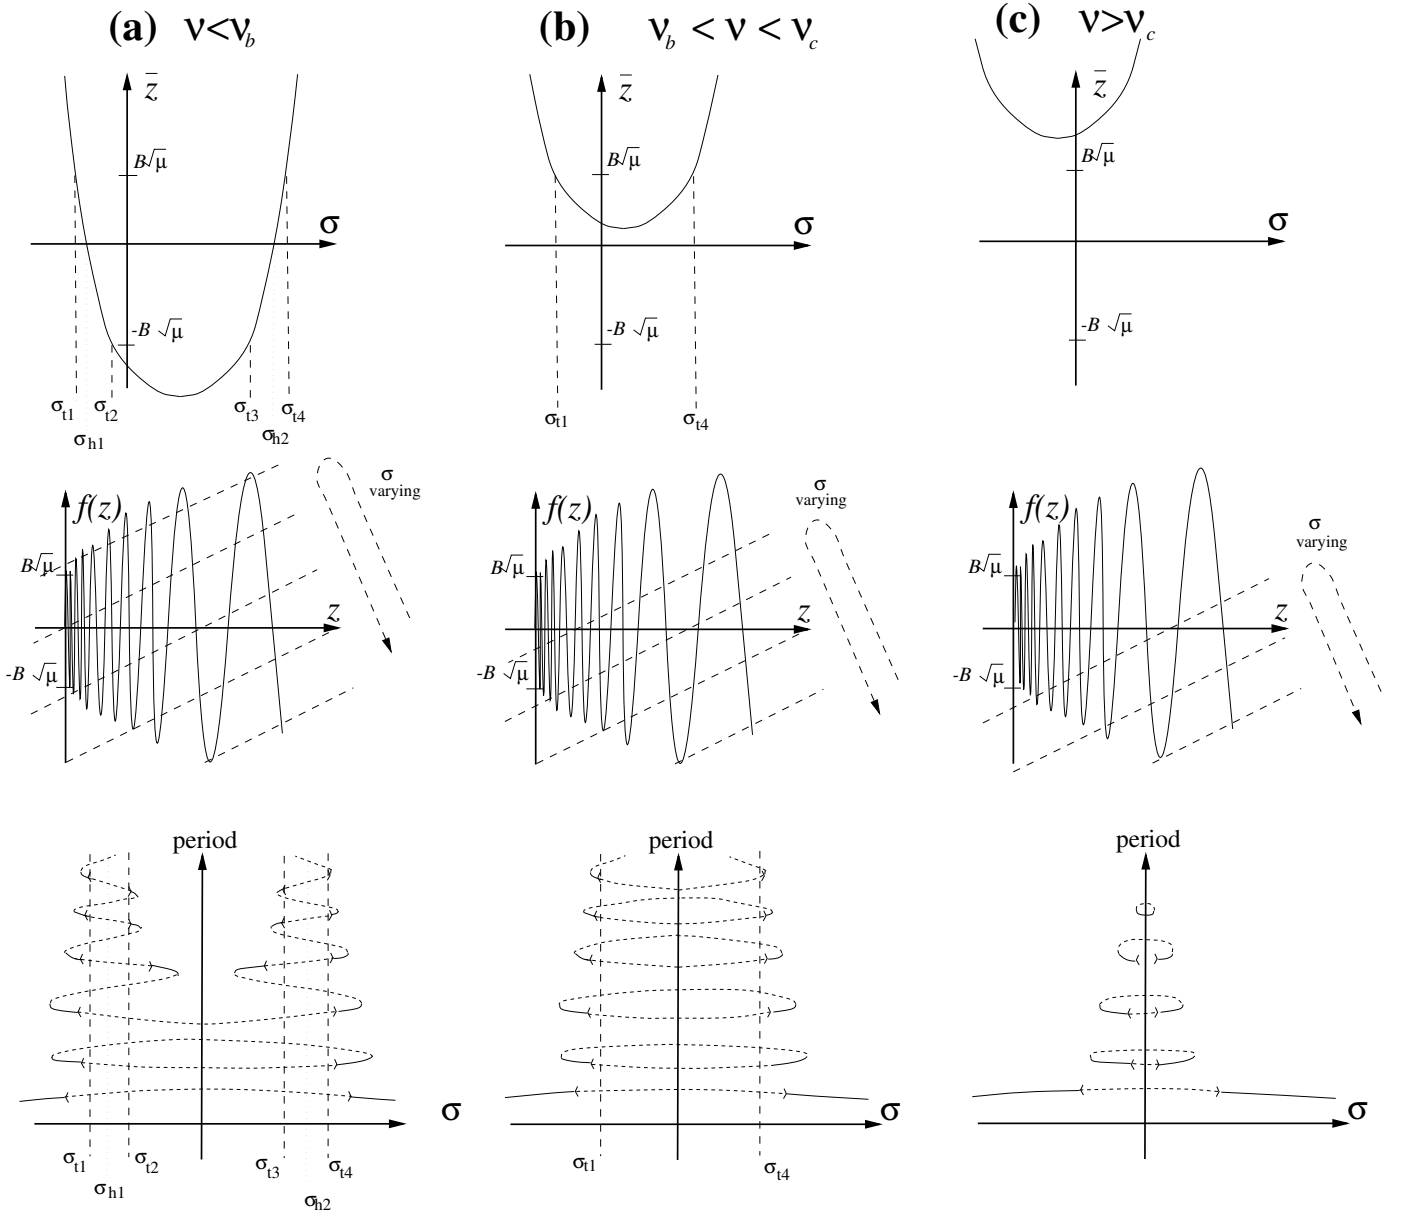 (a) ν<ν_b
(b) ν_b < ν < ν_c
(c) ν>ν_c
z̄
B√μ
σ
-B √μ
σ_t1 σ_t2 σ_t3 σ_t4
σ_h1 σ_h2
z̄
B√μ
σ
-B √μ
σ_t1 σ_t4
z̄
B√μ
σ
-B √μ
f(z)
σ
varying
B√μ
z
-B √μ
f(z)
σ
varying
B√μ
z
-B √μ
f(z)
σ
varying
B√μ
z
-B √μ
period
σ
σ_t1 σ_t2 σ_t3 σ_t4
σ_h1 σ_h2
period
σ
σ_t1 σ_t4
period
σ